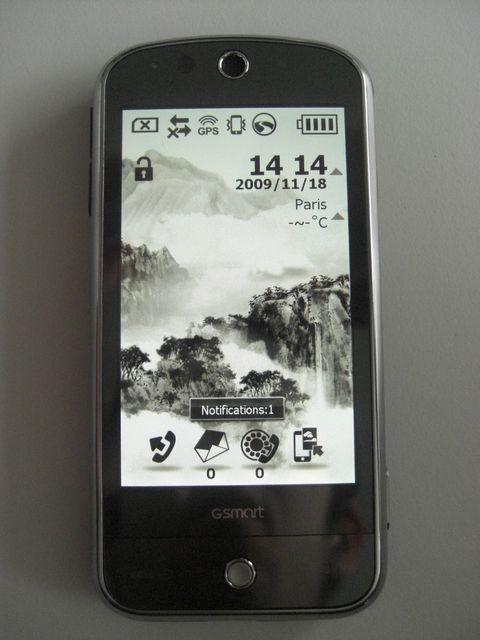 GPS
14 14
2009/11/18
Paris
-~-°C
Notifications:1
0 0
GSmart